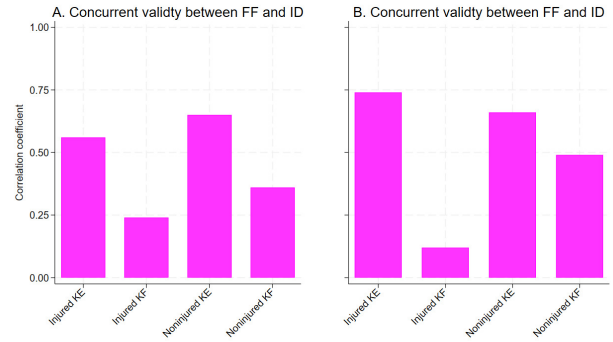 A. Concurrent validty between FF and ID
B. Concurrent validty between FF and ID
Correlation coefficient
1.00
0.75
0.50
0.25
0.00
Injured KE
Injured KF
Noninjured KE
Noninjured KF
Injured KE
Injured KF
Noninjured KE
Noninjured KF